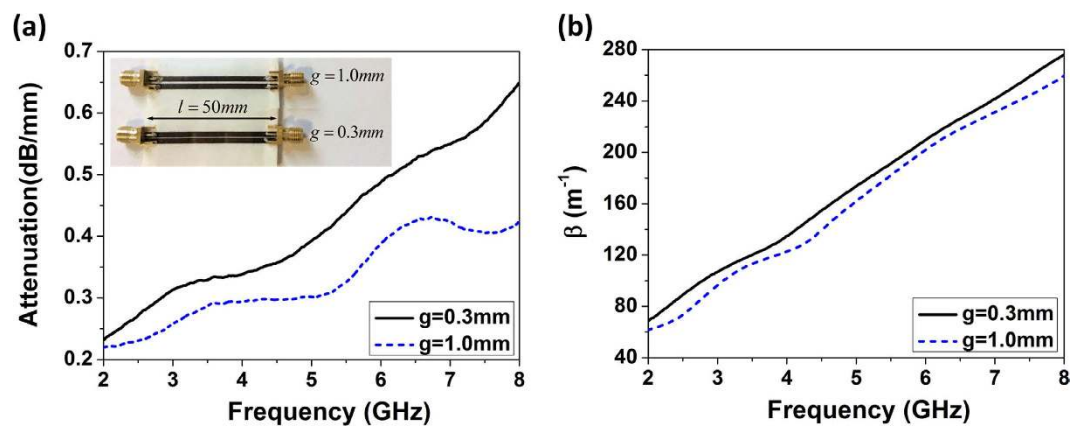 (a)
0.7
0.6
0.5
0.4
0.3
0.2
Attenuation(dB/mm)
g = 1.0mm
l = 50mm
g = 0.3mm
g=0.3mm
g=1.0mm
2 3 4 5 6 7 8
Frequency (GHz)
(b)
280
240
200
160
120
80
40
β (m⁻¹)
g=0.3mm
g=1.0mm
2 3 4 5 6 7 8
Frequency (GHz)